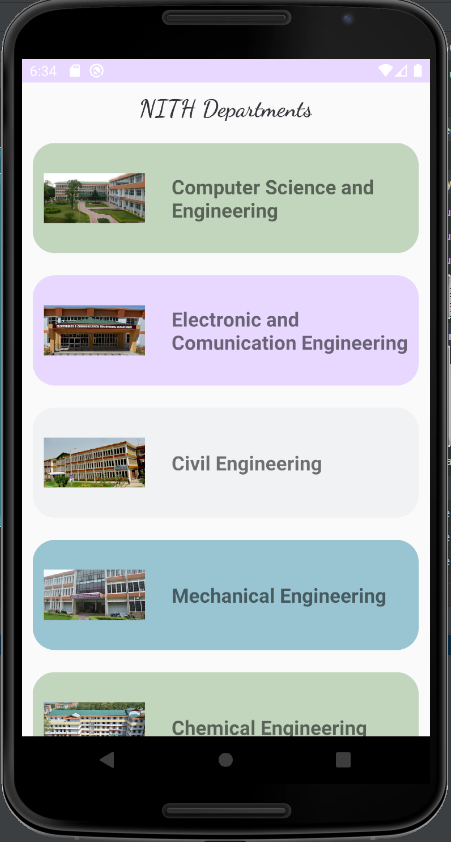 6:34
NITH Departments
Computer Science and
Engineering
Electronic and
Comunication Engineering
Civil Engineering
Mechanical Engineering
Chemical Engineering